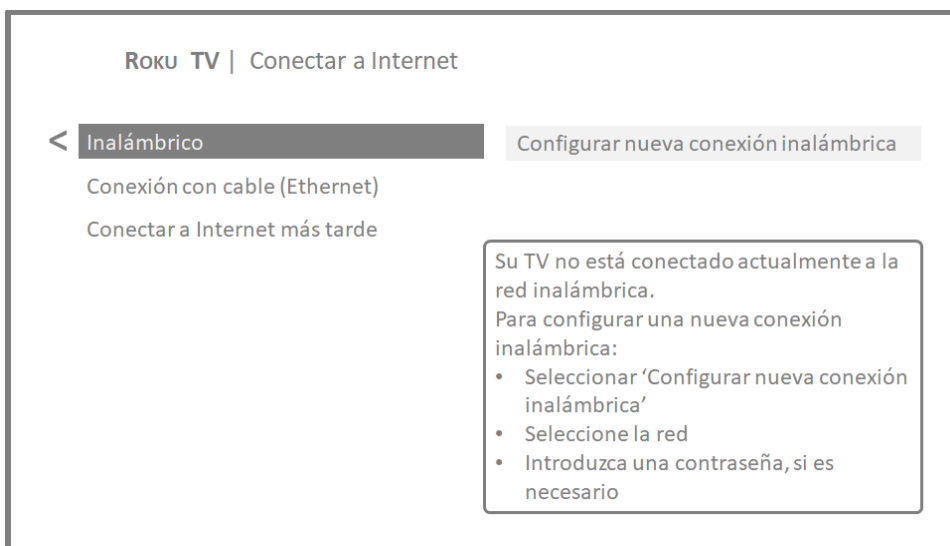 ROKU TV | Conectar a Internet
< Inalámbrico
Configurar nueva conexión inalámbrica
Conexión con cable (Ethernet)
Conectar a Internet más tarde
Su TV no está conectado actualmente a la
red inalámbrica.
Para configurar una nueva conexión
inalámbrica:
• Seleccionar ‘Configurar nueva conexión
inalámbrica’
• Seleccione la red
• Introduzca una contraseña, si es
necesario